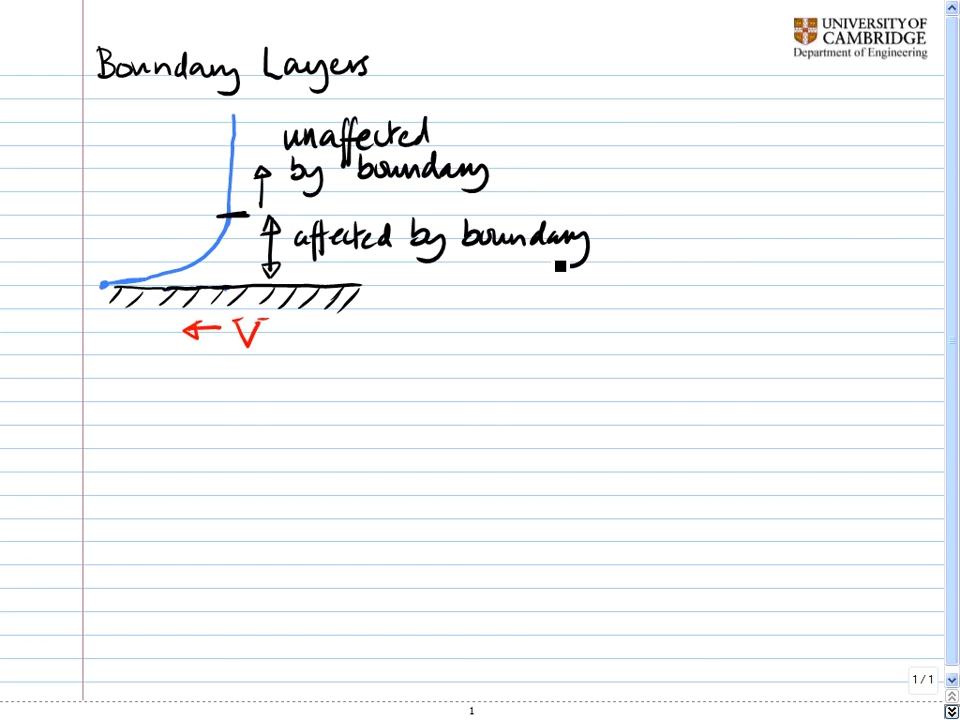 UNIVERSITY OF
CAMBRIDGE
Department of Engineering
Boundary Layers
unaffected
by boundary
affected by boundary
V
1 / 1
1